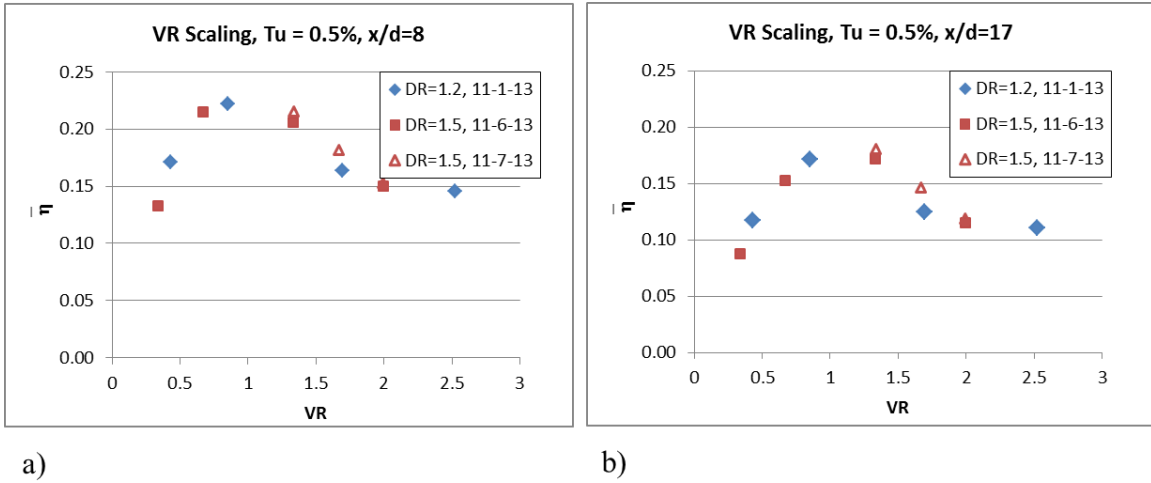 VR Scaling, Tu = 0.5%, x/d=8
0.25
0.20
0.15
0.10
0.05
0.00
η̅
0
0.5
1
1.5
2
2.5
3
VR
DR=1.2, 11-1-13
DR=1.5, 11-6-13
DR=1.5, 11-7-13
a)
VR Scaling, Tu = 0.5%, x/d=17
0.25
0.20
0.15
0.10
0.05
0.00
η̅
0
0.5
1
1.5
2
2.5
3
VR
DR=1.2, 11-1-13
DR=1.5, 11-6-13
DR=1.5, 11-7-13
b)